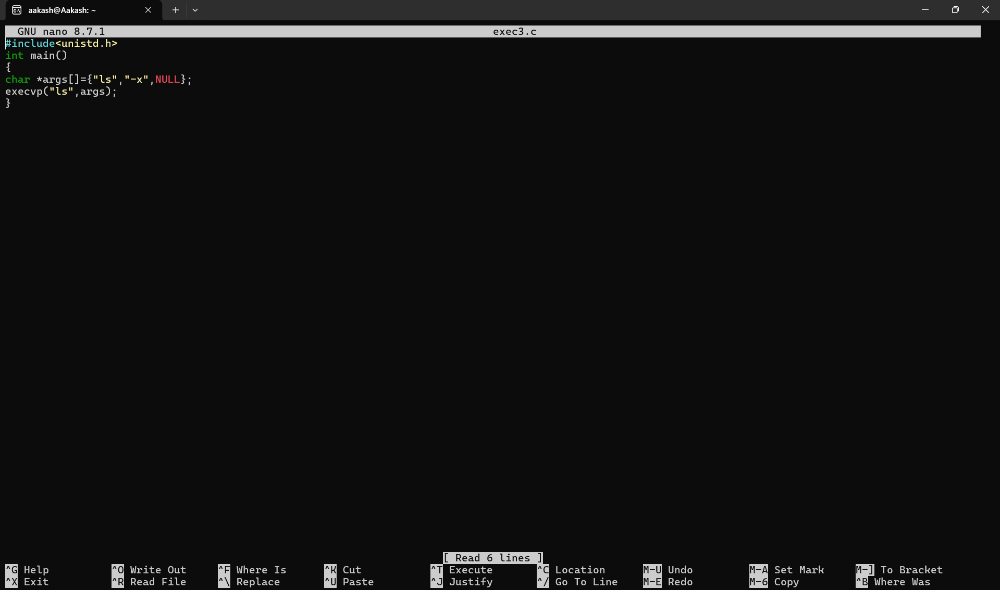 aakash@Aakash: ~
GNU nano 8.7.1 exec3.c
#include<unistd.h>
int main()
{
char *args[]={"ls","-x",NULL};
execvp("ls",args);
}
[ Read 6 lines ]
^G Help ^O Write Out ^F Where Is ^K Cut ^T Execute ^C Location M-U Undo M-A Set Mark M-] To Bracket
^X Exit ^R Read File ^\ Replace ^U Paste ^J Justify ^/ Go To Line M-E Redo M-6 Copy ^B Where Was